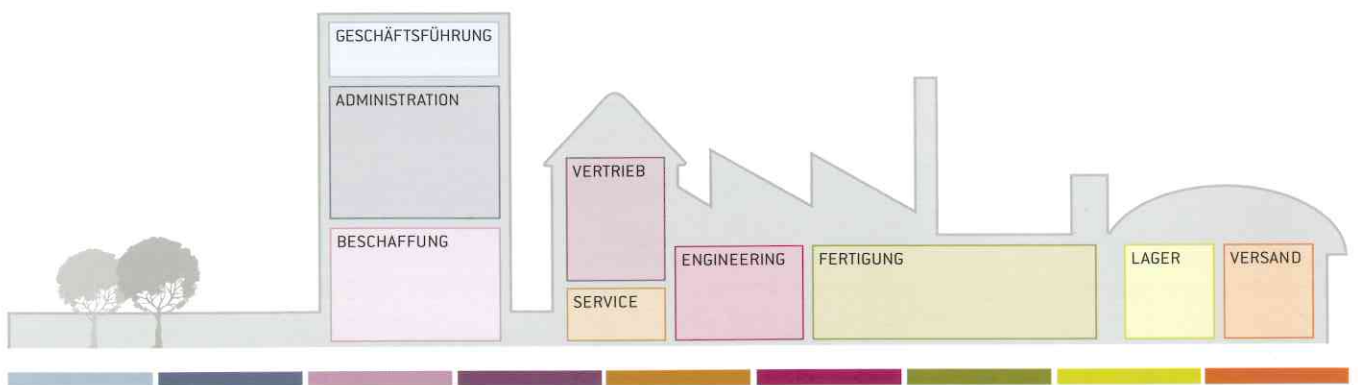 GESCHÄFTSFÜHRUNG
ADMINISTRATION
BESCHAFFUNG
VERTRIEB
SERVICE
ENGINEERING
FERTIGUNG
LAGER
VERSAND